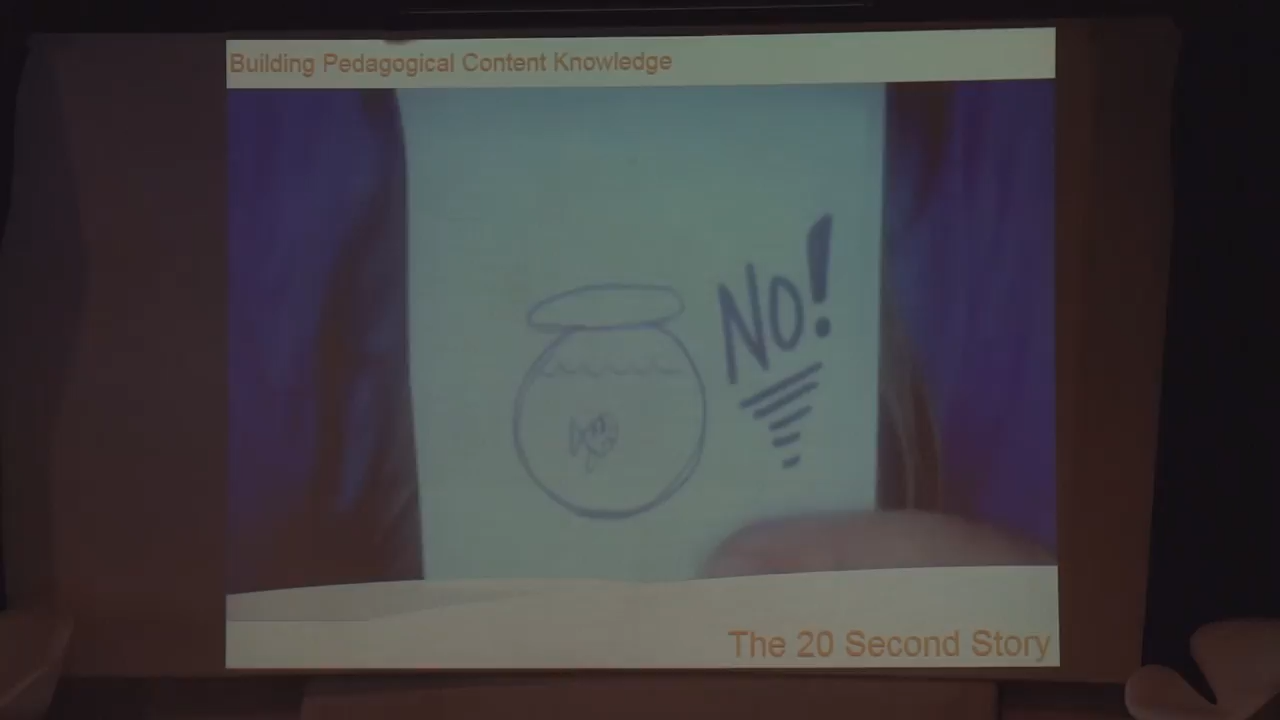 Building Pedagogical Content Knowledge
NO!
The 20 Second Story